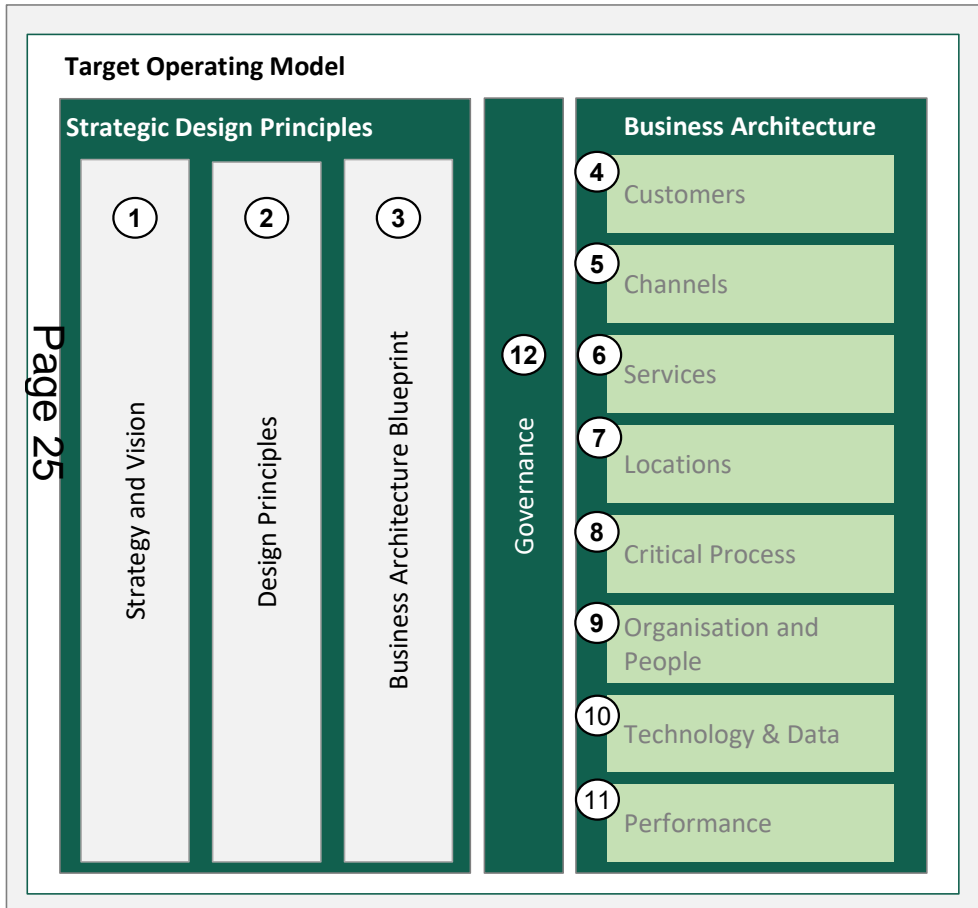 Target Operating Model
Strategic Design Principles
1
2
3
Strategy and Vision
Design Principles
Business Architecture Blueprint
12
Governance
Business Architecture
4
Customers
5
Channels
6
Services
7
Locations
8
Critical Process
9
Organisation and
People
10
Technology & Data
11
Performance
Page 25